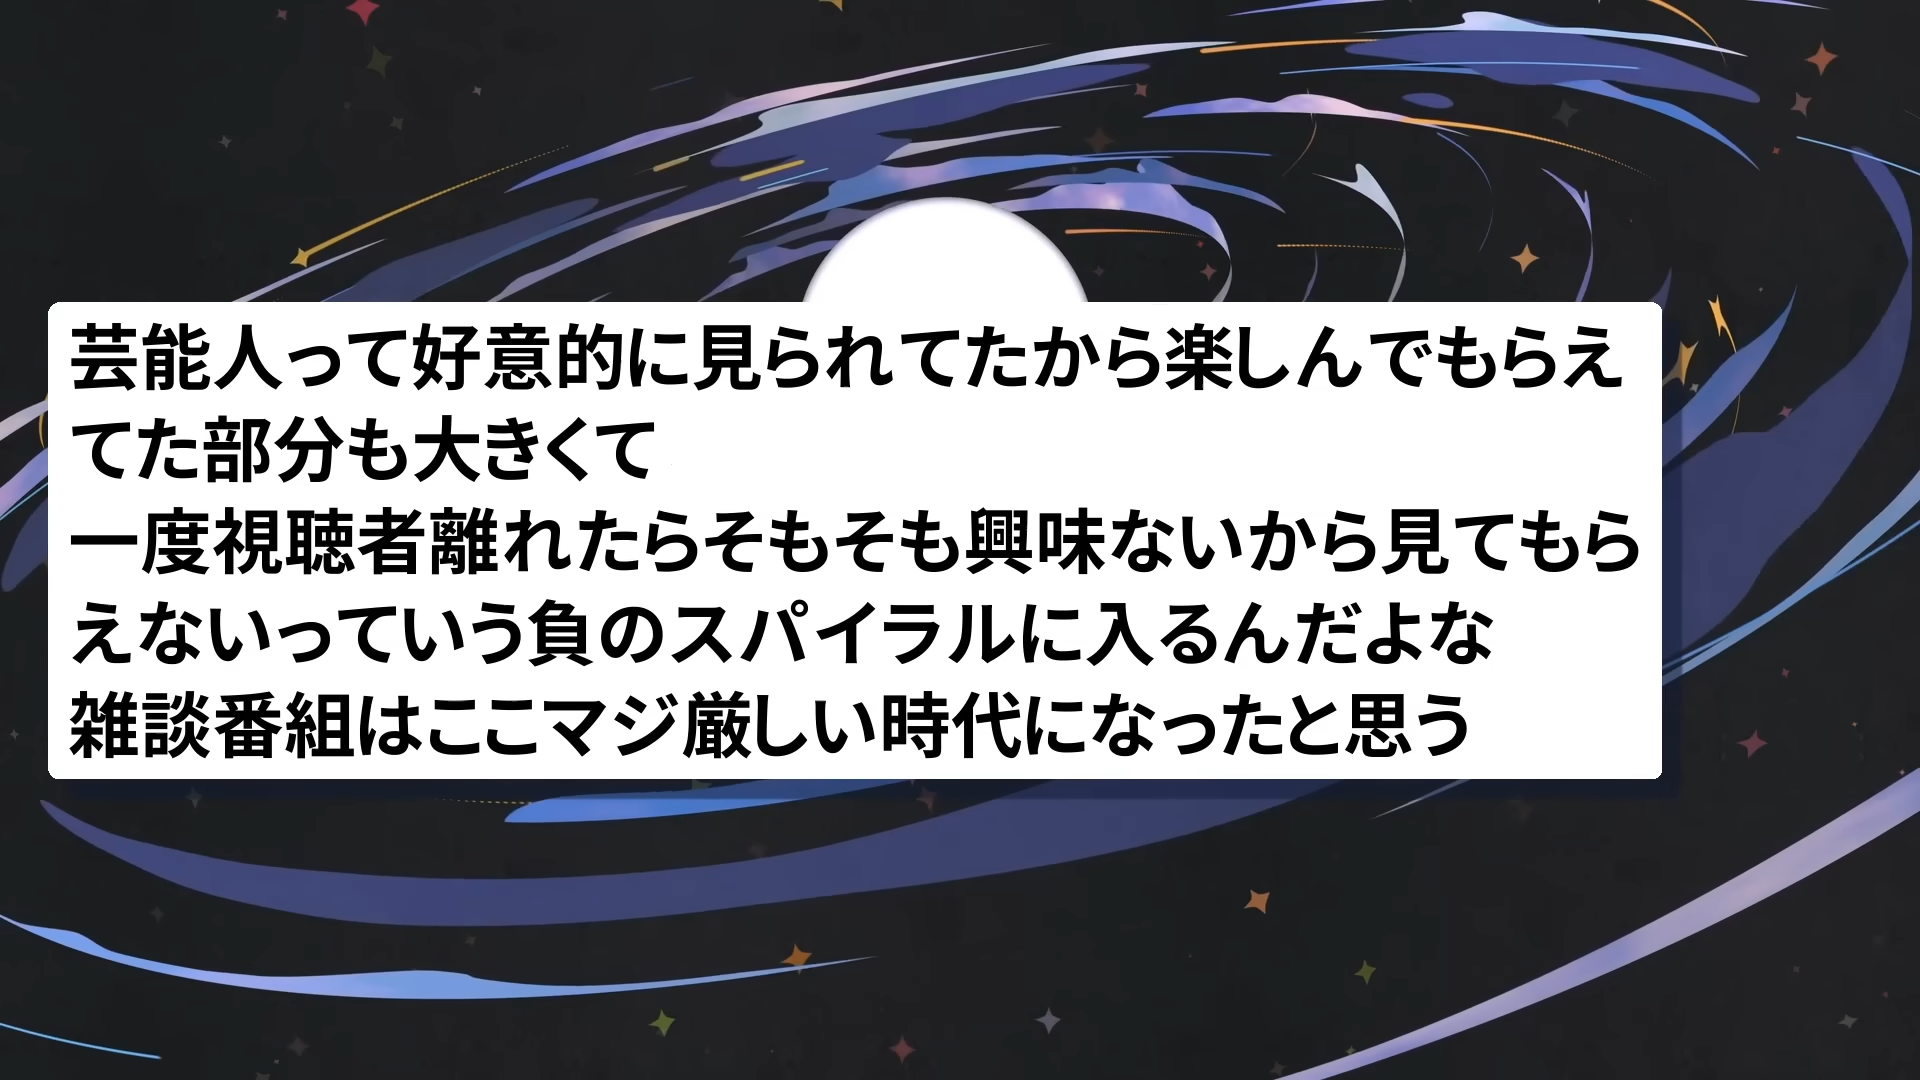 芸能人って好意的に見られてたから楽しんでもらえ
てた部分も大きくて
一度視聴者離れたらそもそも興味ないから見てもら
えないっていう負のスパイラルに入るんだよな
雑談番組はここマジ厳しい時代になったと思う